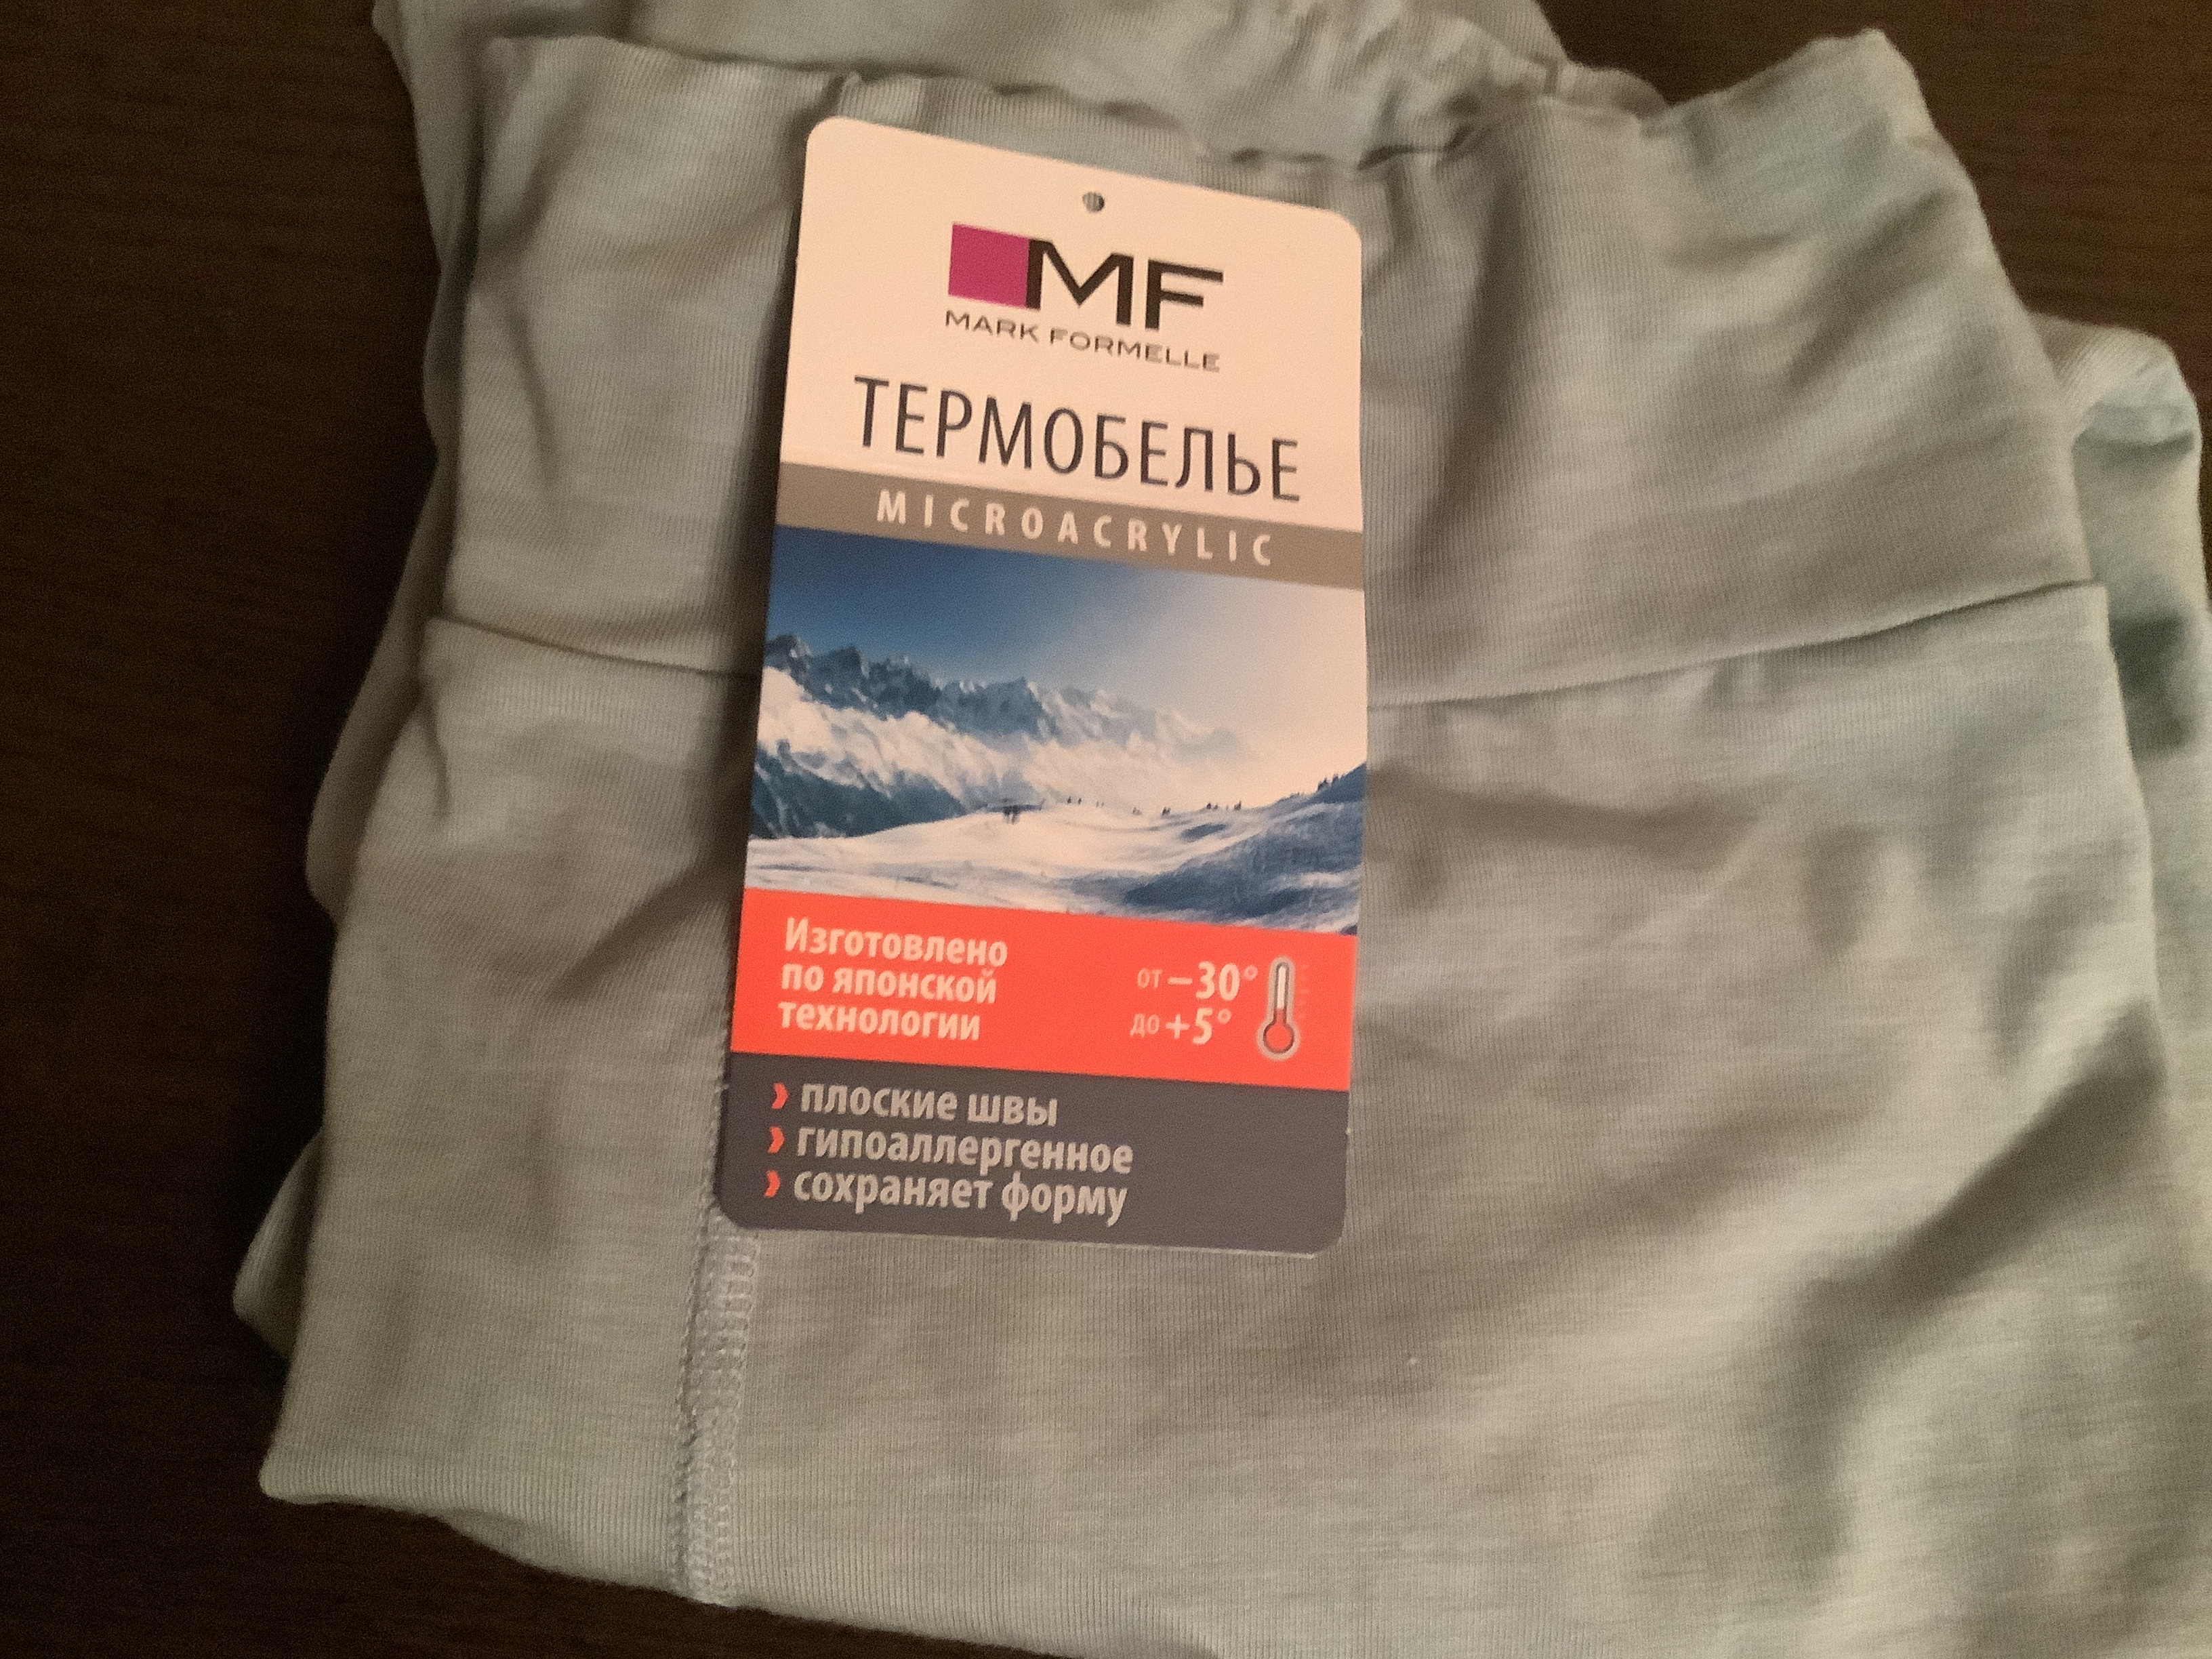 MF
MARK FORMELLE
ТЕРМОБЕЛЬЕ
MICROACRYLIC
Изготовлено
по японской
технологии
от −30°
до +5°
плоские швы
гипоаллергенное
сохраняет форму